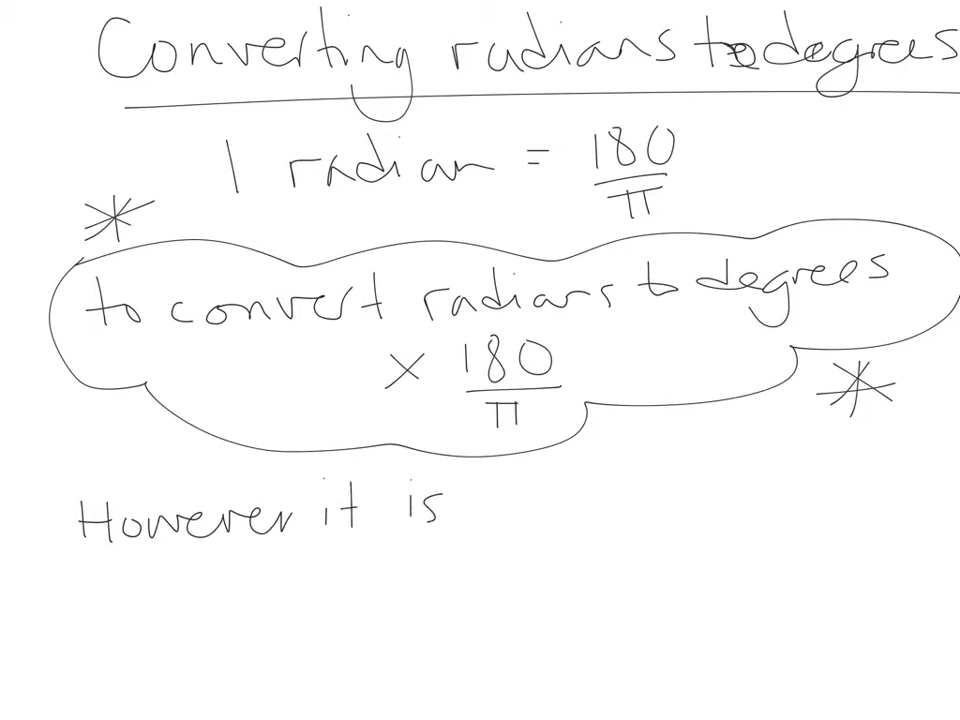 Converting radians to degrees
1 radian = 180/π
* to convert radians to degrees
× 180/π *
However it is